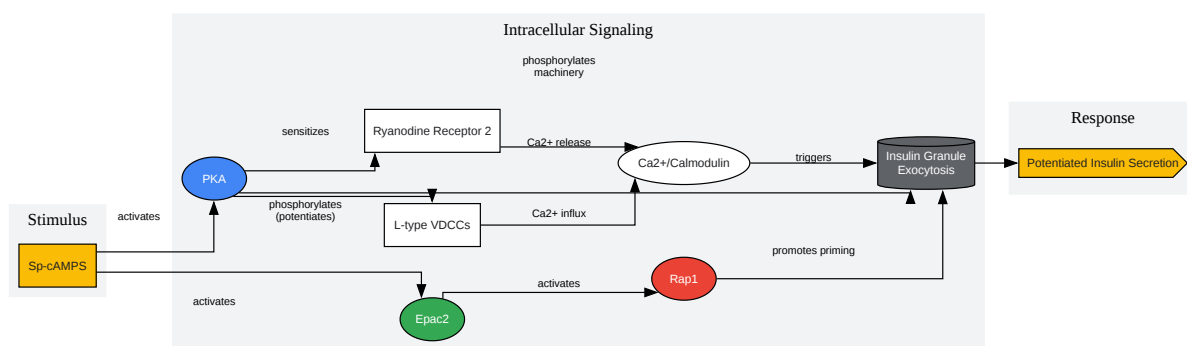 Intracellular Signaling
phosphorylates
machinery
Response
Ryanodine Receptor 2
sensitizes
Ca2+ release
Ca2+/Calmodulin
triggers
Insulin Granule
Exocytosis
Potentiated Insulin Secretion
PKA
phosphorylates
(potentiates)
L-type VDCCs
Ca2+ influx
Stimulus
activates
Sp-cAMPS
promotes priming
Rap1
activates
activates
Epac2